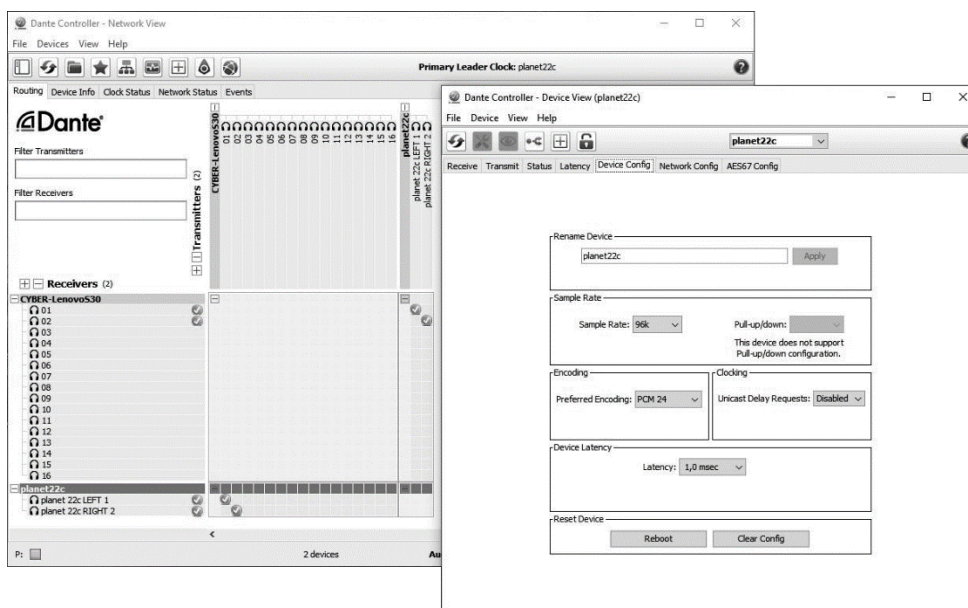 Dante Controller - Network View
File Devices View Help
Primary Leader Clock: planet22c
Routing Device Info Clock Status Network Status Events
Dante
Filter Transmitters
Filter Receivers
Transmitters (2)
CYBER-Lenovo530
01
02
03
04
05
06
07
08
09
10
11
12
13
14
15
16
planet22c
planet 22c LEFT 1
planet 22c RIGHT 2
Receivers (2)
CYBER-Lenovo530
01
02
03
04
05
06
07
08
09
10
11
12
13
14
15
16
planet22c
planet 22c LEFT 1
planet 22c RIGHT 2
P:
2 devices
Au
Dante Controller - Device View (planet22c)
File Device View Help
planet22c
Receive Transmit Status Latency Device Config Network Config AES67 Config
Rename Device
planet22c Apply
Sample Rate
Sample Rate: 96k Pull-up/down:
This device does not support
Pull-up/down configuration.
Encoding Clocking
Preferred Encoding: PCM 24 Unicast Delay Requests: Disabled
Device Latency
Latency: 1,0 msec
Reset Device
Reboot Clear Config